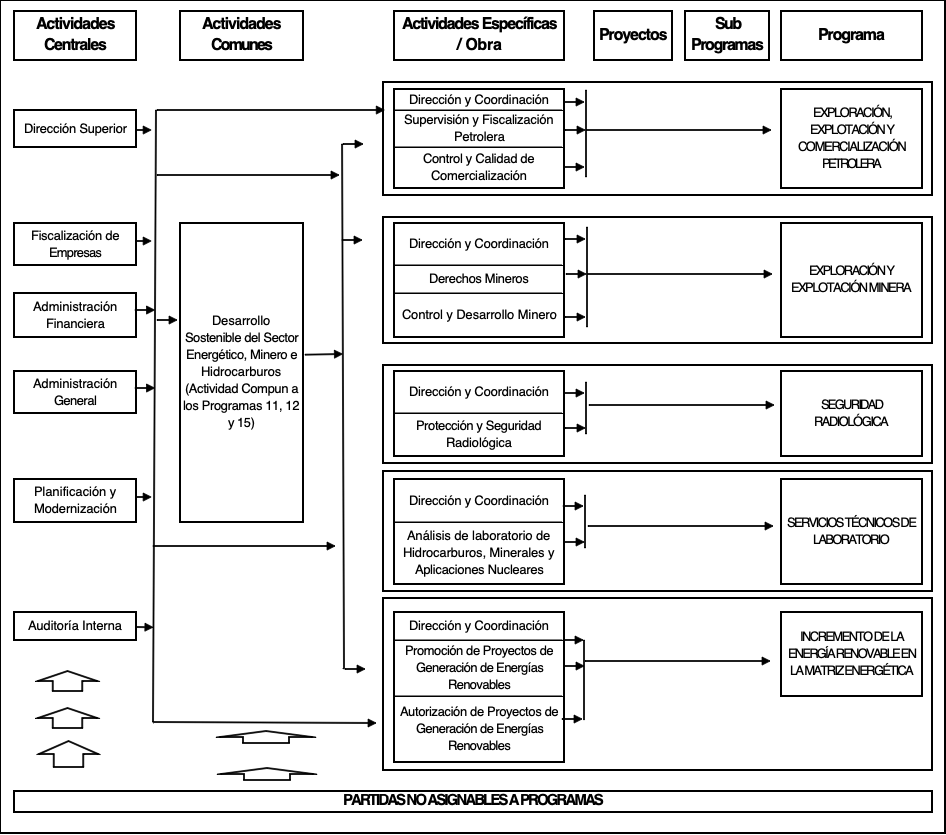 Actividades
Centrales
Actividades
Comunes
Actividades Específicas
/ Obra
Proyectos
Sub
Programas
Programa
Dirección Superior
Fiscalización de
Empresas
Administración
Financiera
Administración
General
Planificación y
Modernización
Auditoría Interna
Desarrollo
Sostenible del Sector
Energético, Minero e
Hidrocarburos
(Actividad Compun a
los Programas 11, 12
y 15)
Dirección y Coordinación
Supervisión y Fiscalización
Petrolera
Control y Calidad de
Comercialización
EXPLORACIÓN,
EXPLOTACIÓN Y
COMERCIALIZACIÓN
PETROLERA
Dirección y Coordinación
Derechos Mineros
Control y Desarrollo Minero
EXPLORACIÓN Y
EXPLOTACIÓN MINERA
Dirección y Coordinación
Protección y Seguridad
Radiológica
SEGURIDAD
RADIOLÓGICA
Dirección y Coordinación
Análisis de laboratorio de
Hidrocarburos, Minerales y
Aplicaciones Nucleares
SERVICIOS TÉCNICOS DE
LABORATORIO
Dirección y Coordinación
Promoción de Proyectos de
Generación de Energías
Renovables
Autorización de Proyectos de
Generación de Energías
Renovables
INCREMENTO DE LA
ENERGÍA RENOVABLE EN
LA MATRIZ ENERGÉTICA
PARTIDAS NO ASIGNABLES A PROGRAMAS